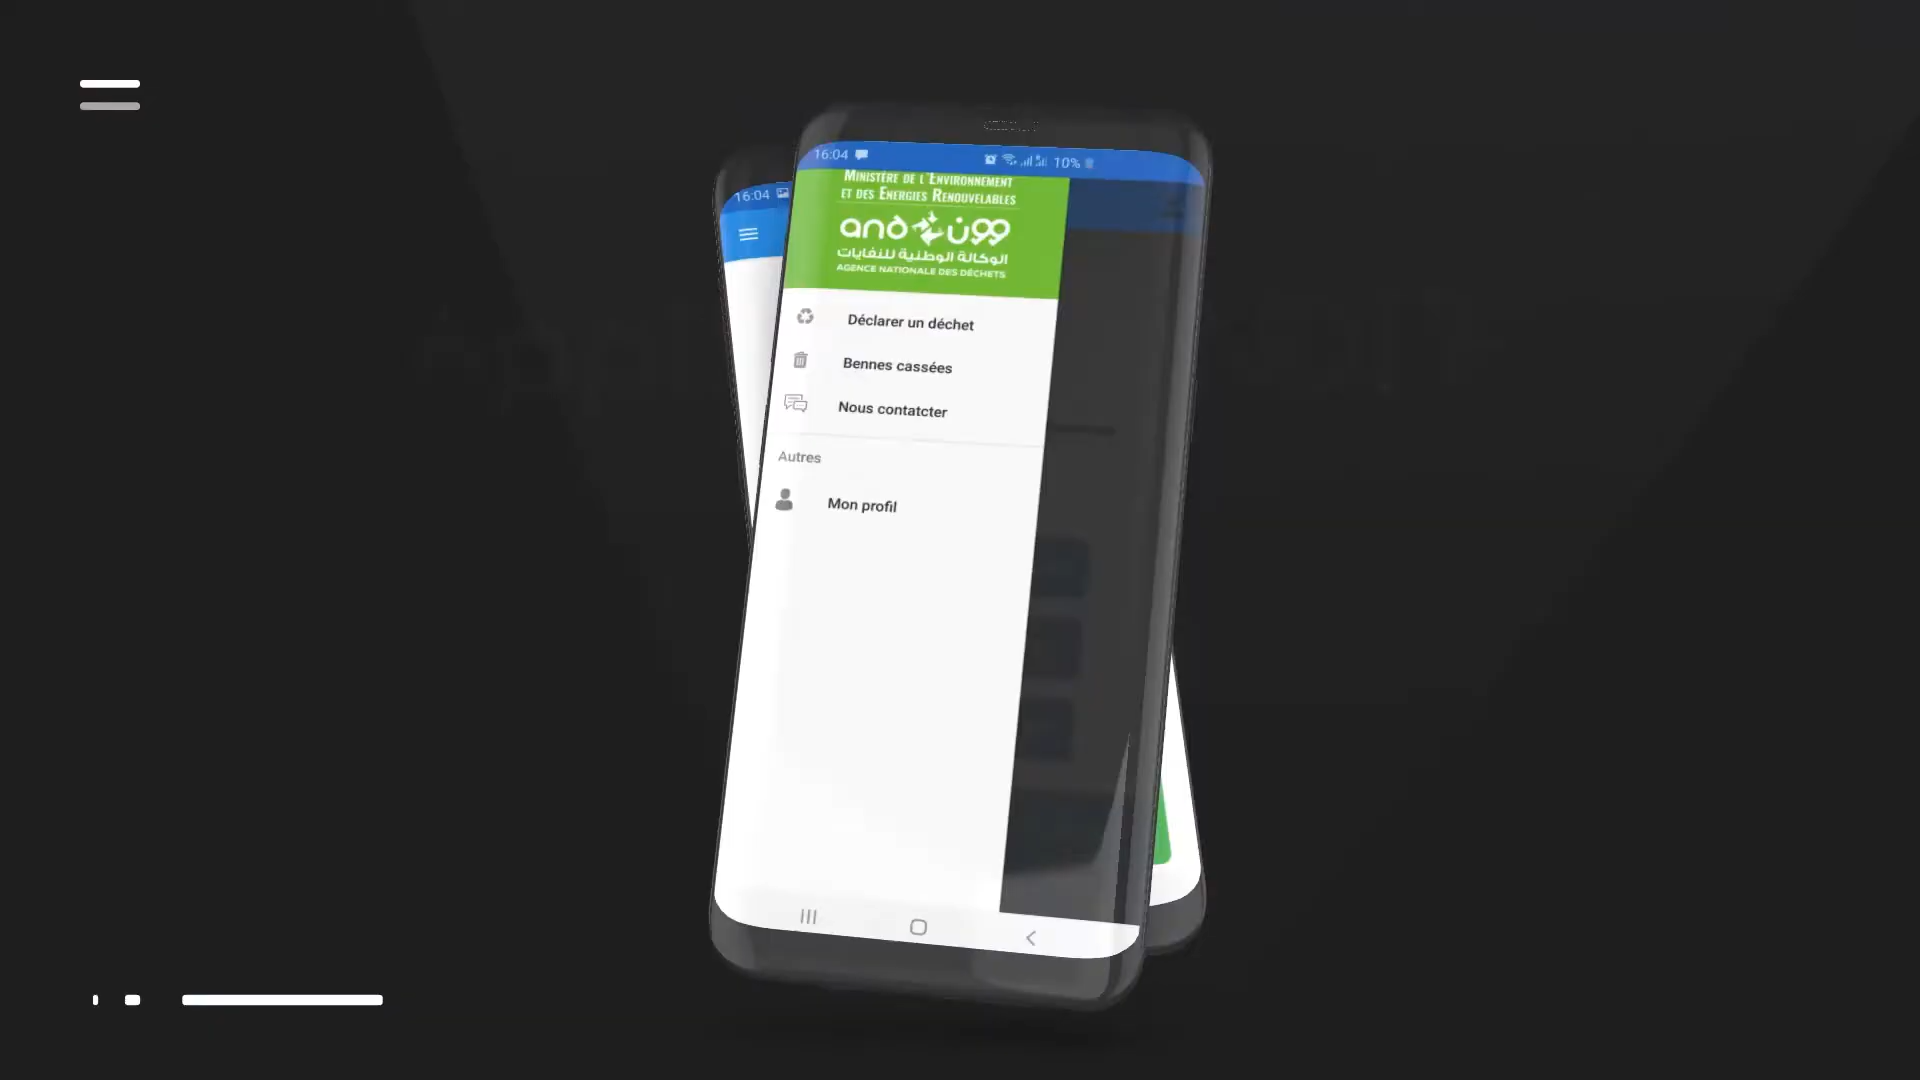 16:04
10%
16:04
MINISTÈRE DE L'ENVIRONNEMENT
ET DES ENERGIES RENOUVELABLES
and
الوكالة الوطنية للنفايات
AGENCE NATIONALE DES DÉCHETS
Déclarer un déchet
Bennes cassées
Nous contatcter
Autres
Mon profil